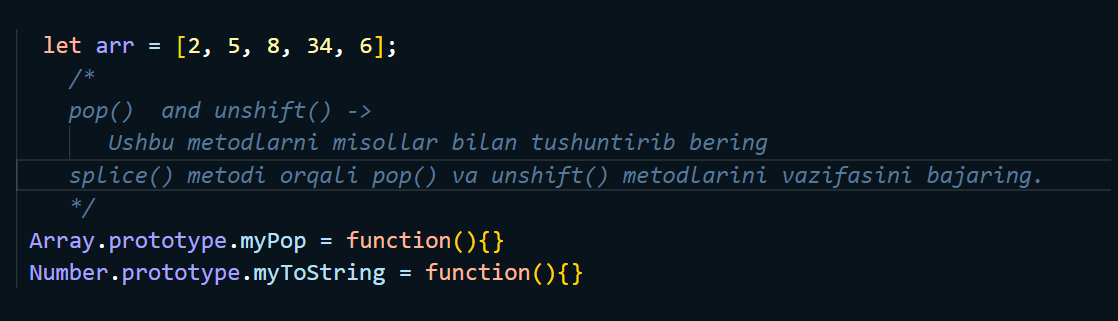 let arr = [2, 5, 8, 34, 6];
/*
pop()  and unshift() ->
Ushbu metodlarni misollar bilan tushuntirib bering
splice() metodi orqali pop() va unshift() metodlarini vazifasini bajaring.
*/
Array.prototype.myPop = function(){}
Number.prototype.myToString = function(){}